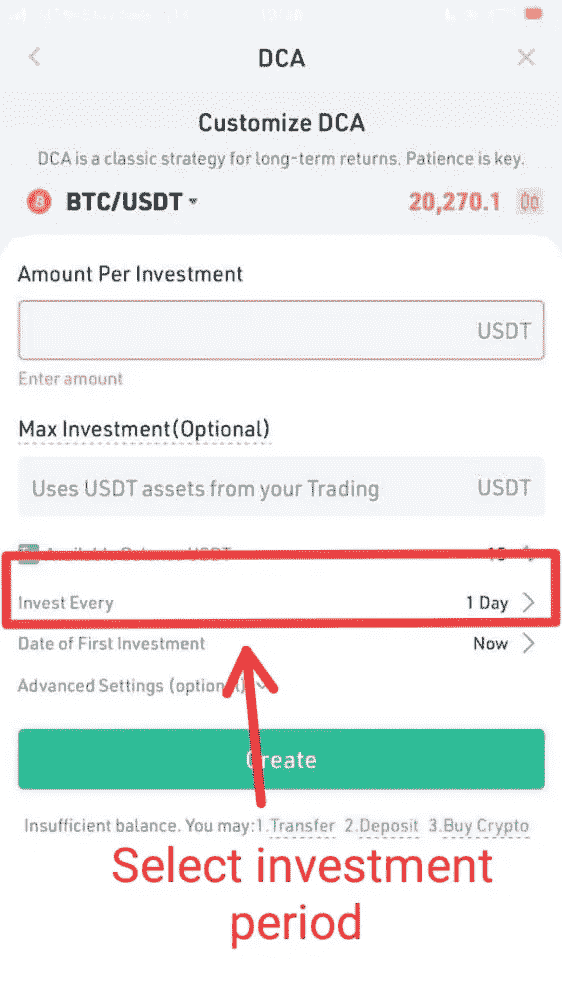 DCA
Customize DCA
DCA is a classic strategy for long-term returns. Patience is key.
BTC/USDT
20,270.1
Amount Per Investment
USDT
Enter amount
Max Investment(Optional)
Uses USDT assets from your Trading
USDT
Invest Every
1 Day
Date of First Investment
Now
Advanced Settings (optional)
Create
Insufficient balance. You may:1.Transfer 2.Deposit 3.Buy Crypto
Select investment
period